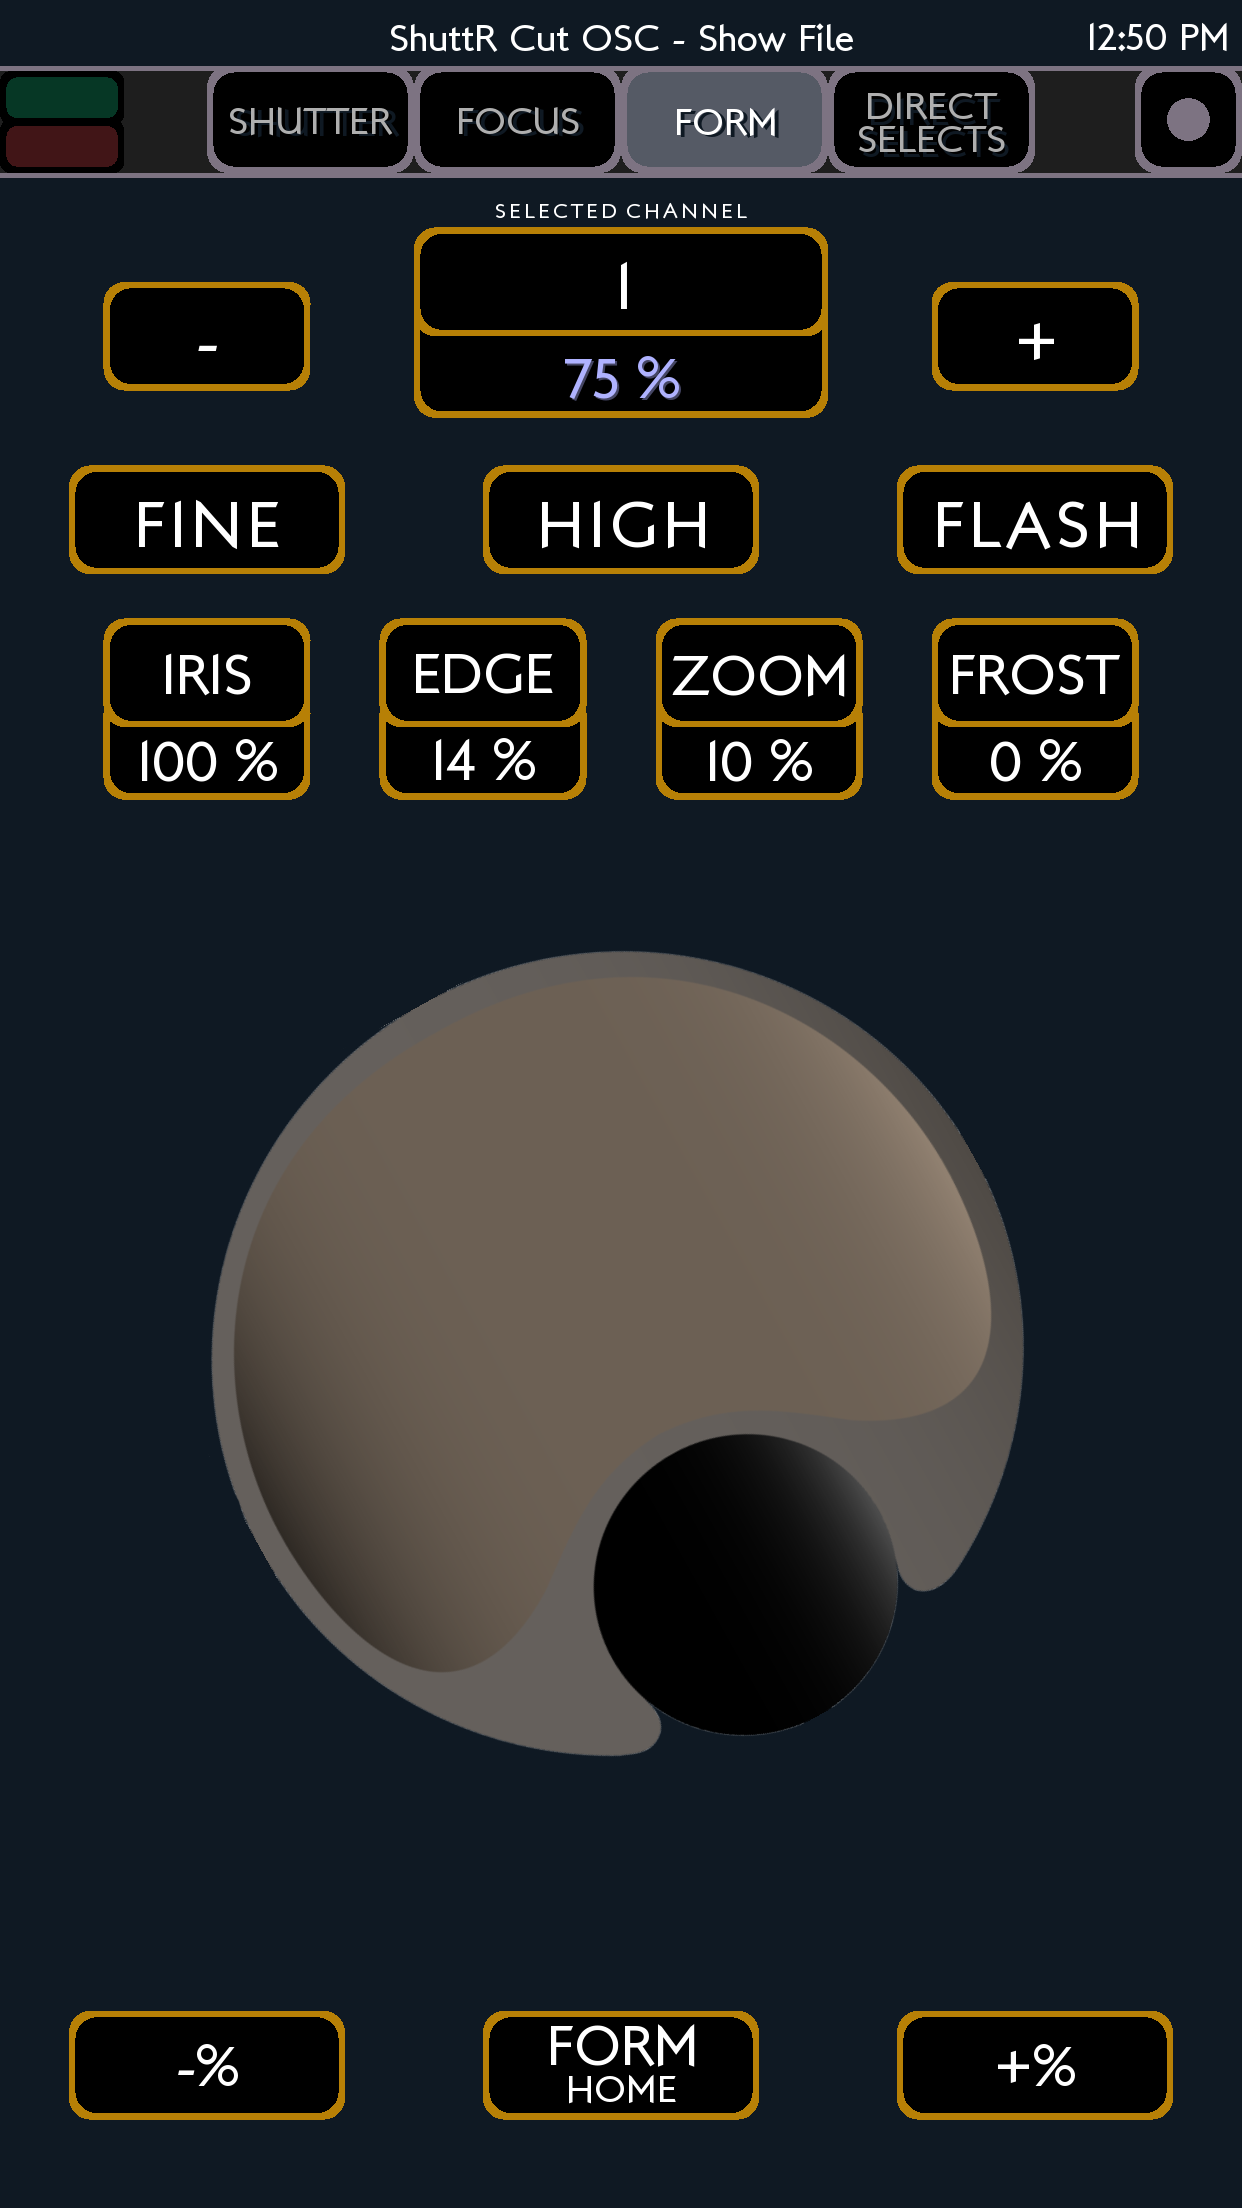 ShuttR Cut OSC - Show File
12:50 PM
SHUTTER
FOCUS
FORM
DIRECT
SELECTS
SELECTED CHANNEL
-
1
75 %
+
FINE
HIGH
FLASH
IRIS
EDGE
ZOOM
FROST
100 %
14 %
10 %
0 %
-%
FORM
HOME
+%